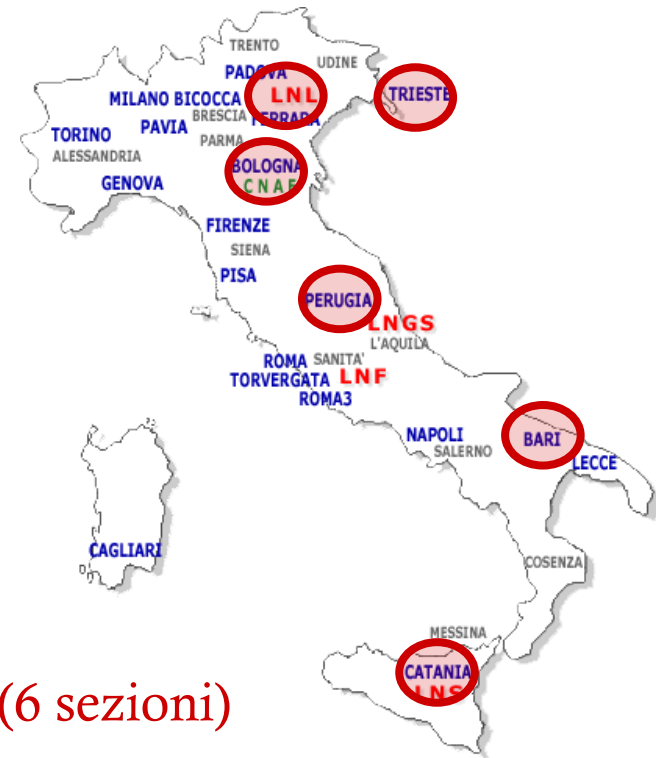 TRENTO
UDINE
PADOVA
MILANO BICOCCA
LNL
TRIESTE
BRESCIA
FERRARA
TORINO
PAVIA
PARMA
ALESSANDRIA
BOLOGNA
GENOVA
CNAF
FIRENZE
SIENA
PISA
PERUGIA
LNGS
L'AQUILA
ROMA
SANITA'
TORVERGATA
LNF
ROMA3
NAPOLI
BARI
SALERNO
LECCE
CAGLIARI
COSENZA
MESSINA
CATANIA
LNS
(6 sezioni)